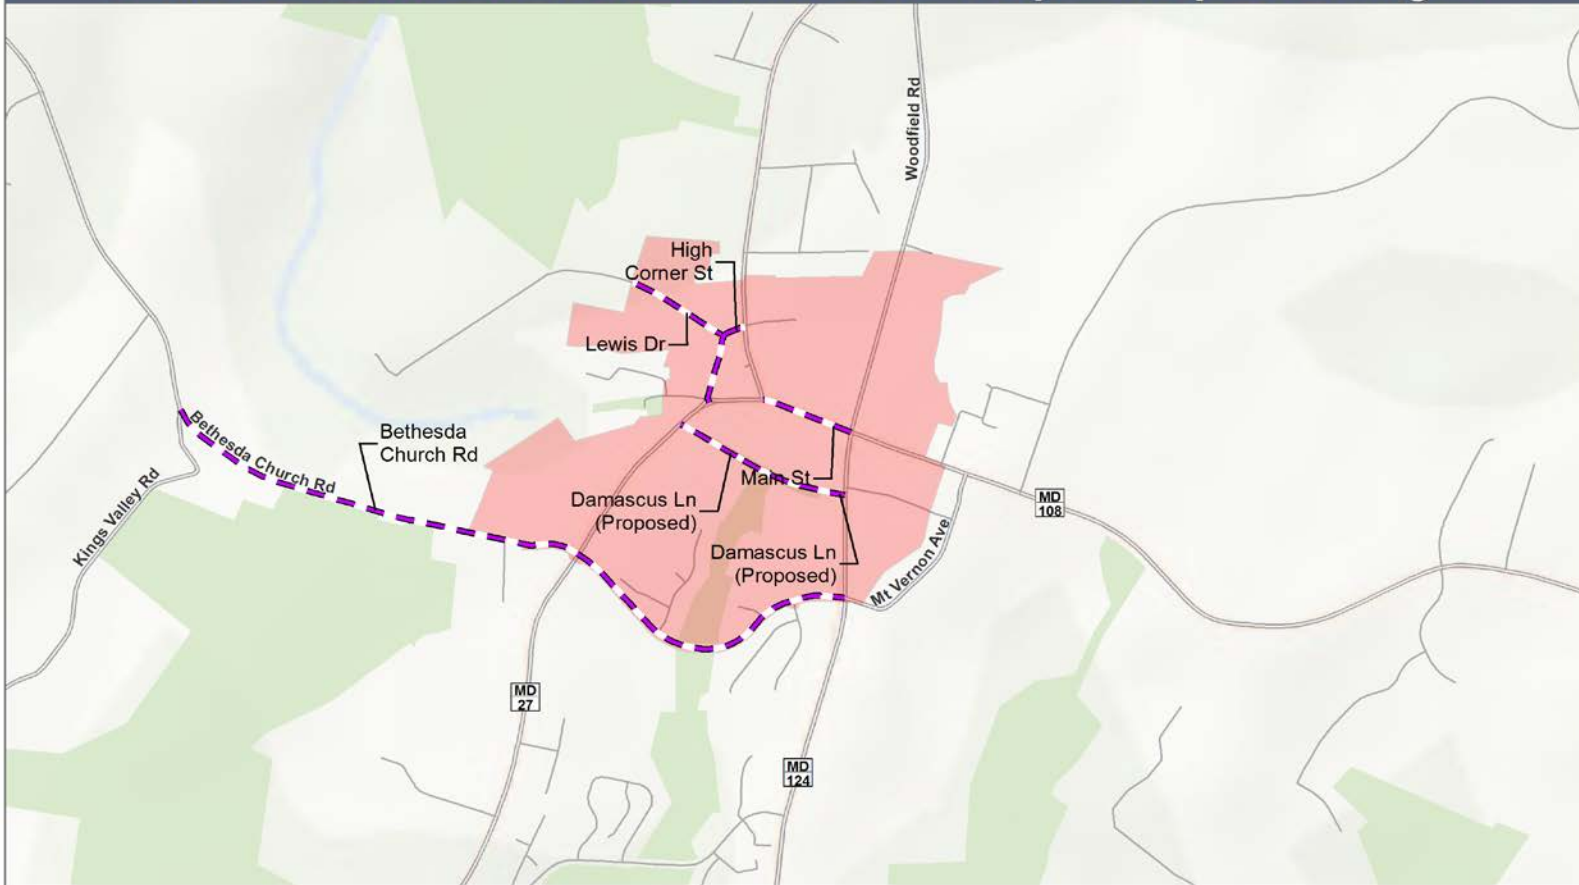 Woodfield Rd
High
Corner St
Lewis Dr
Bethesda Church Rd
Bethesda
Church Rd
Kings Valley Rd
Main St
Damascus Ln
(Proposed)
Damascus Ln
(Proposed)
MD
108
Mt Vernon Ave
MD
27
MD
124